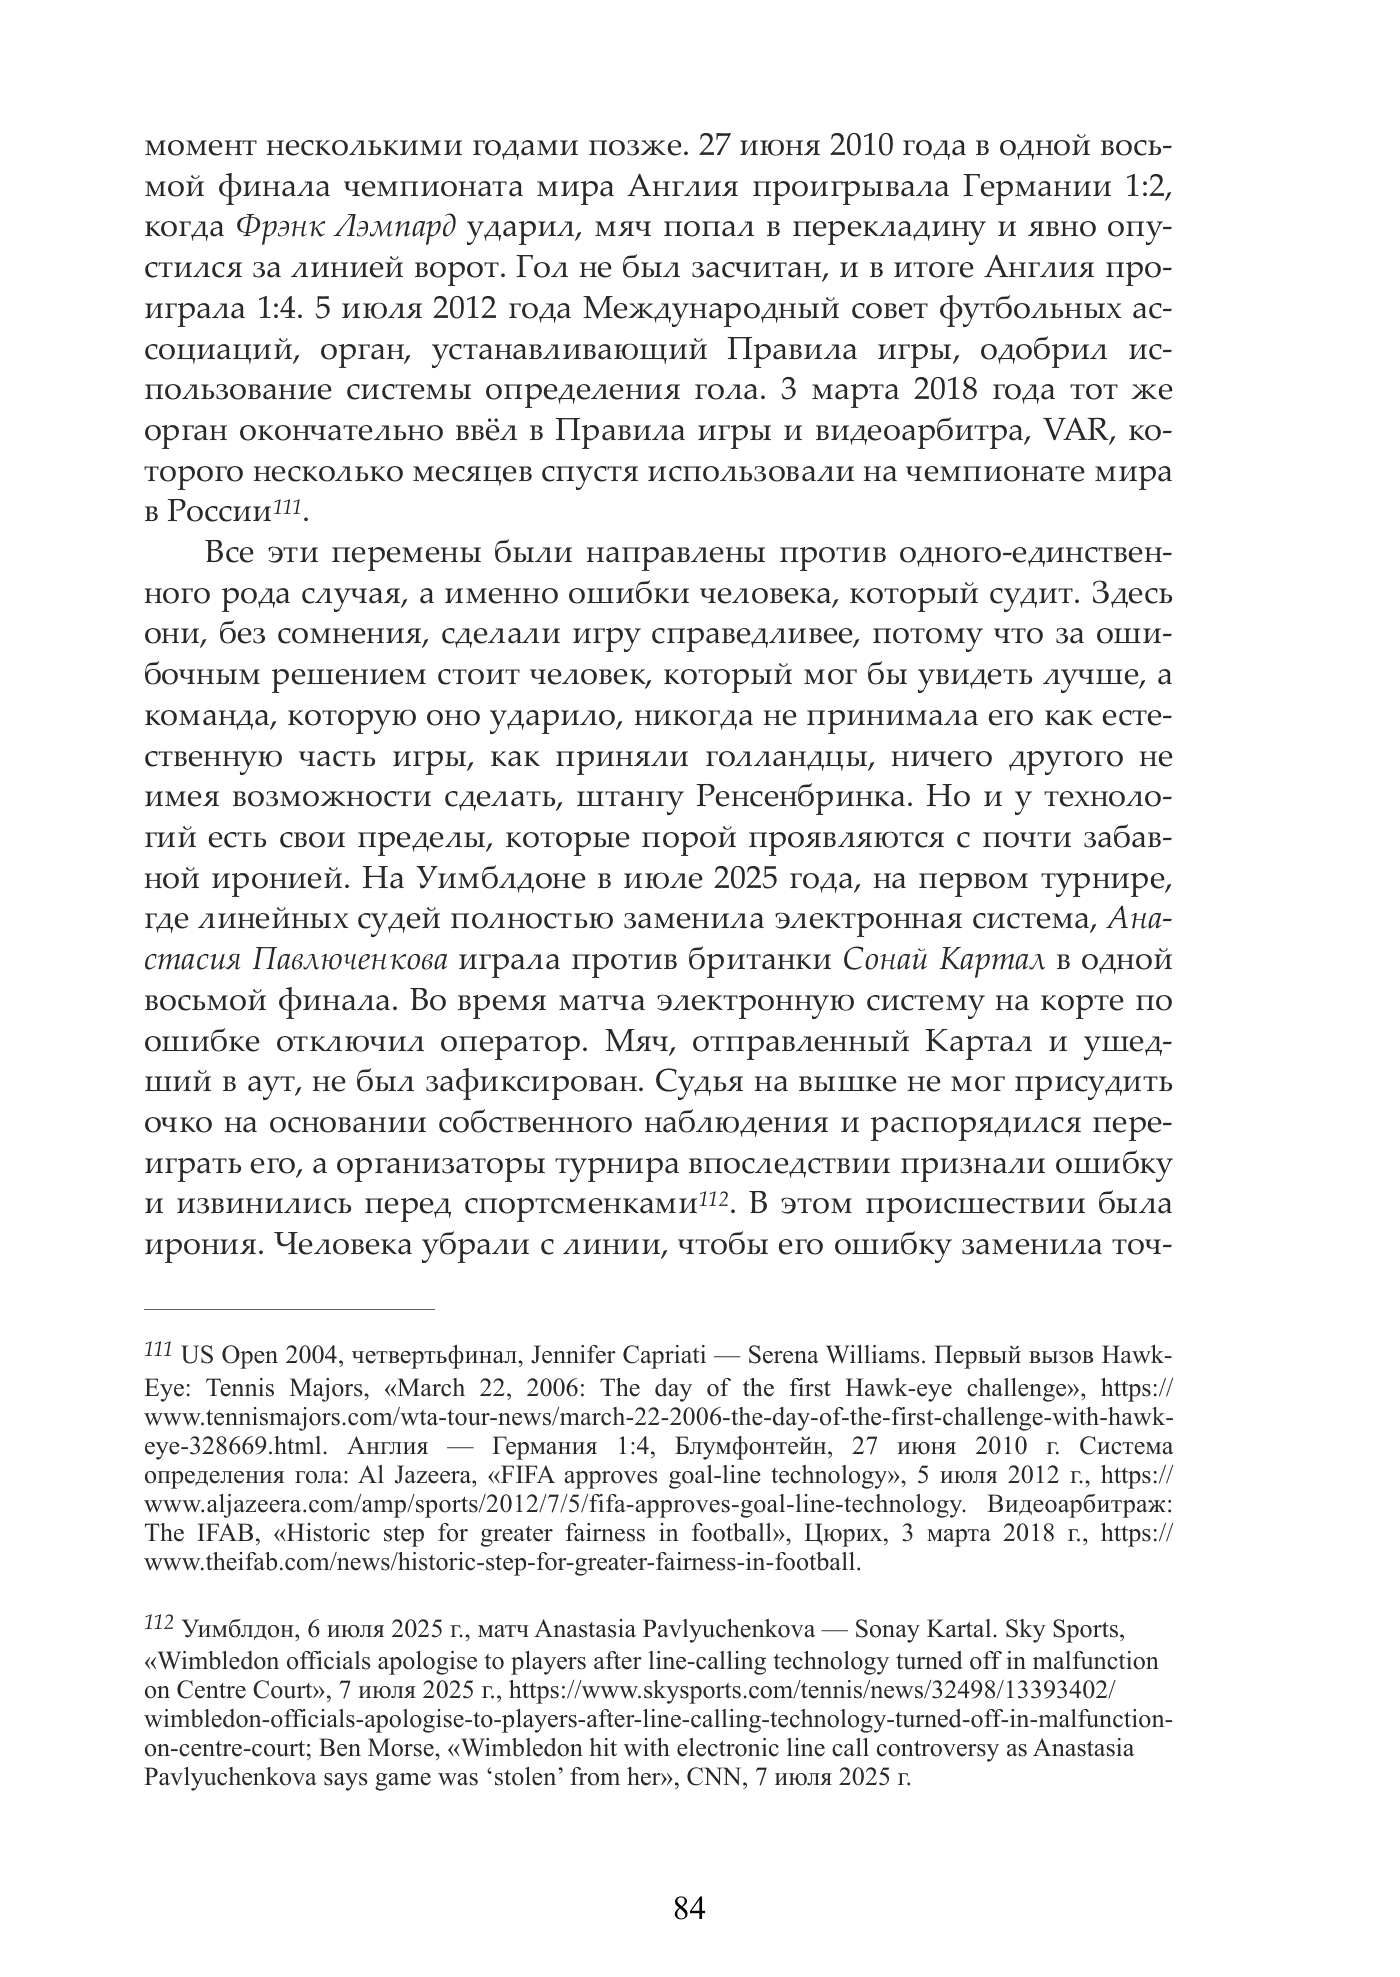 момент несколькими годами позже. 27 июня 2010 года в одной вось-
мой финала чемпионата мира Англия проигрывала Германии 1:2,
когда Фрэнк Лэмпард ударил, мяч попал в перекладину и явно опу-
стился за линией ворот. Гол не был засчитан, и в итоге Англия про-
играла 1:4. 5 июля 2012 года Международный совет футбольных ас-
социаций, орган, устанавливающий Правила игры, одобрил ис-
пользование системы определения гола. 3 марта 2018 года тот же
орган окончательно ввёл в Правила игры и видеоарбитра, VAR, ко-
торого несколько месяцев спустя использовали на чемпионате мира
в России111.
Все эти перемены были направлены против одного-единствен-
ного рода случая, а именно ошибки человека, который судит. Здесь
они, без сомнения, сделали игру справедливее, потому что за оши-
бочным решением стоит человек, который мог бы увидеть лучше, а
команда, которую оно ударило, никогда не принимала его как есте-
ственную часть игры, как приняли голландцы, ничего другого не
имея возможности сделать, штангу Ренсенбринка. Но и у техноло-
гий есть свои пределы, которые порой проявляются с почти забав-
ной иронией. На Уимблдоне в июле 2025 года, на первом турнире,
где линейных судей полностью заменила электронная система, Ана-
стасия Павлюченкова играла против британки Сонай Картал в одной
восьмой финала. Во время матча электронную систему на корте по
ошибке отключил оператор. Мяч, отправленный Картал и ушед-
ший в аут, не был зафиксирован. Судья на вышке не мог присудить
очко на основании собственного наблюдения и распорядился пере-
играть его, а организаторы турнира впоследствии признали ошибку
и извинились перед спортсменками112. В этом происшествии была
ирония. Человека убрали с линии, чтобы его ошибку заменила точ-
111 US Open 2004, четвертьфинал, Jennifer Capriati — Serena Williams. Первый вызов Hawk-
Eye: Tennis Majors, «March 22, 2006: The day of the first Hawk-eye challenge», https://
www.tennismajors.com/wta-tour-news/march-22-2006-the-day-of-the-first-challenge-with-hawk-
eye-328669.html. Англия — Германия 1:4, Блумфонтейн, 27 июня 2010 г. Система
определения гола: Al Jazeera, «FIFA approves goal-line technology», 5 июля 2012 г., https://
www.aljazeera.com/amp/sports/2012/7/5/fifa-approves-goal-line-technology. Видеоарбитраж:
The IFAB, «Historic step for greater fairness in football», Цюрих, 3 марта 2018 г., https://
www.theifab.com/news/historic-step-for-greater-fairness-in-football.
112 Уимблдон, 6 июля 2025 г., матч Anastasia Pavlyuchenkova — Sonay Kartal. Sky Sports,
«Wimbledon officials apologise to players after line-calling technology turned off in malfunction
on Centre Court», 7 июля 2025 г., https://www.skysports.com/tennis/news/32498/13393402/
wimbledon-officials-apologise-to-players-after-line-calling-technology-turned-off-in-malfunction-
on-centre-court; Ben Morse, «Wimbledon hit with electronic line call controversy as Anastasia
Pavlyuchenkova says game was ‘stolen’ from her», CNN, 7 июля 2025 г.
84